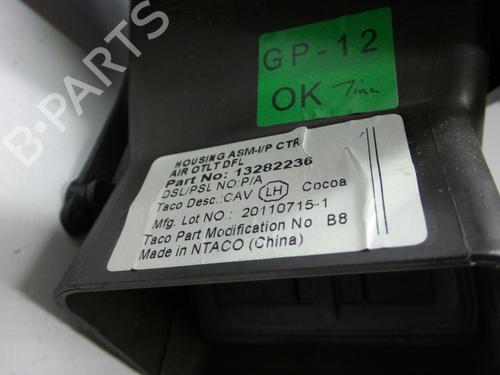 GP-12
OK Tina
HOUSING ASM-I/P CTR
AIR OTLT DFL
Part No: 13282236
DSL/PSL NO:P/A
Taco Desc.:CAV LH Cocoa
Mfg. Lot NO.: 20110715-1
Taco Part Modification No: B8
Made in NTACO (China)
B-PARTS